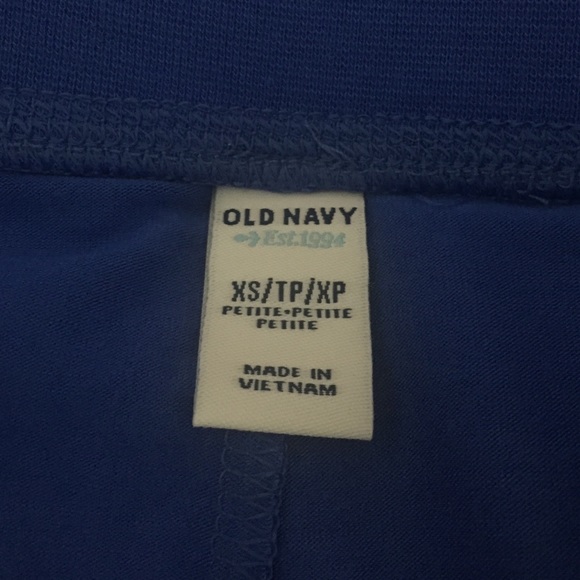 OLD NAVY
Est.1994
XS/TP/XP
PETITE•PETITE
PETITE
MADE IN
VIETNAM